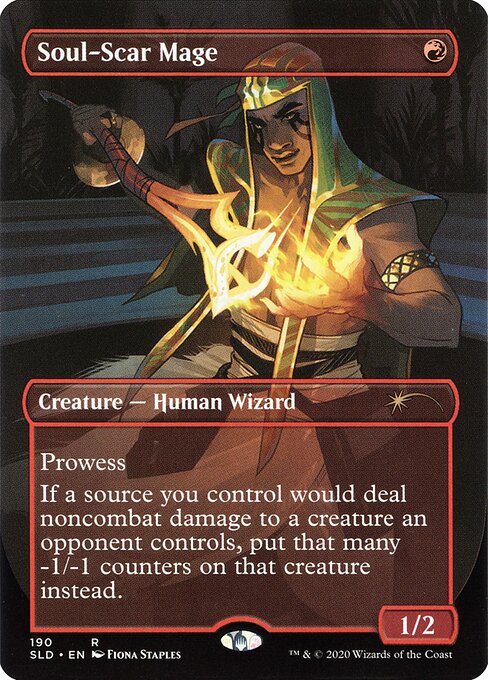 Soul-Scar Mage
Creature — Human Wizard
Prowess
If a source you control would deal
noncombat damage to a creature an
opponent controls, put that many
-1/-1 counters on that creature
instead.
1/2
190 R
SLD • EN Fiona Staples
™ & © 2020 Wizards of the Coast